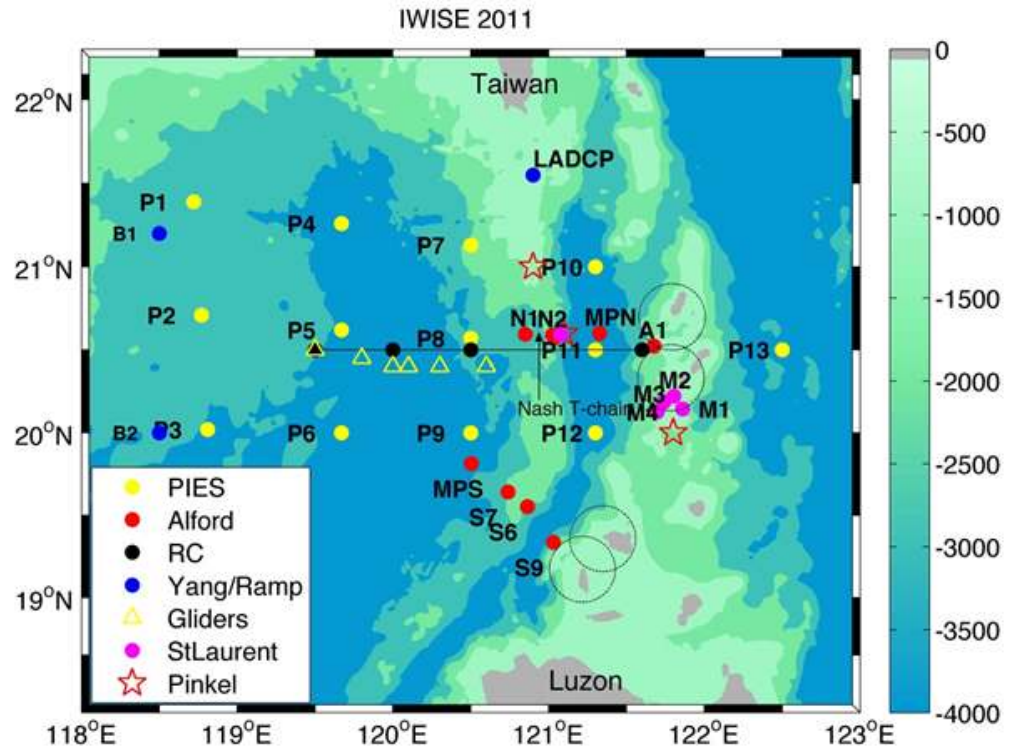 IWISE 2011
Taiwan
22°N
LADCP
P1
B1
P4
P7
21°N
P10
P2
P5
P8
N1
N2
MPN
A1
P11
P13
Nash T-chain
M2
M3
M4
M1
20°N
B2
P3
P6
P9
P12
MPS
S7
S6
S9
19°N
Luzon
PIES
Alford
RC
Yang/Ramp
Gliders
StLaurent
Pinkel
118°E
119°E
120°E
121°E
122°E
123°E
0
-500
-1000
-1500
-2000
-2500
-3000
-3500
-4000